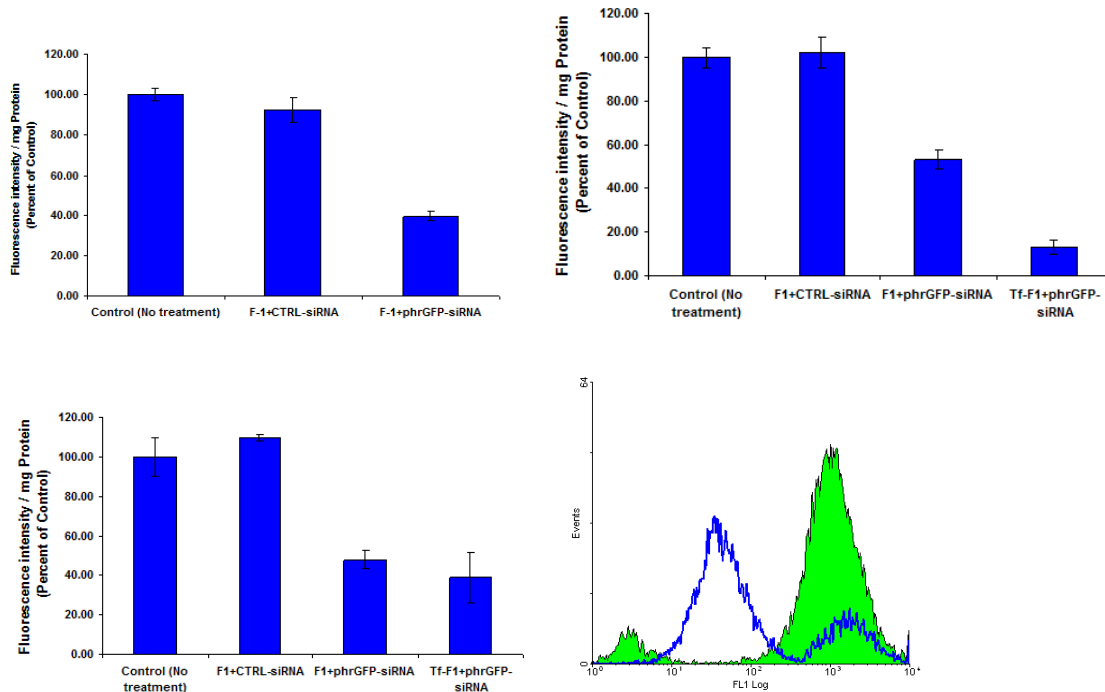 Fluorescence intensity / mg Protein
(Percent of Control)
120.00
100.00
80.00
60.00
40.00
20.00
0.00
Control (No treatment)
F-1+CTRL-siRNA
F-1+phrGFP-siRNA
Fluorescence intensity / mg Protein
(Percent of Control)
120.00
100.00
80.00
60.00
40.00
20.00
0.00
Control (No
treatment)
F1+CTRL-siRNA
F1+phrGFP-siRNA
Tf-F1+phrGFP-
siRNA
Fluorescence intensity / mg Protein
(Percent of Control)
120.00
100.00
80.00
60.00
40.00
20.00
0.00
Control (No
treatment)
F1+CTRL-siRNA
F1+phrGFP-siRNA
Tf-F1+phrGFP-
siRNA
64
Events
0
10⁰
10¹
10²
10³
FL1 Log